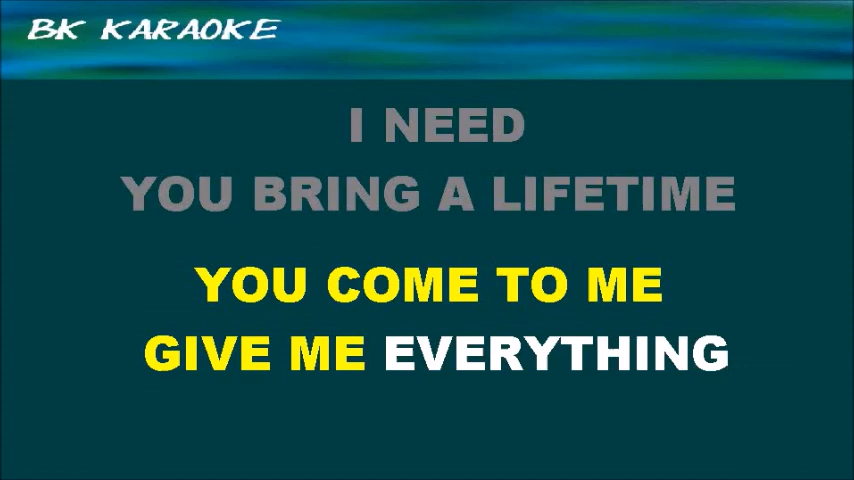 BK KARAOKE
I NEED
YOU BRING A LIFETIME
YOU COME TO ME
GIVE ME EVERYTHING